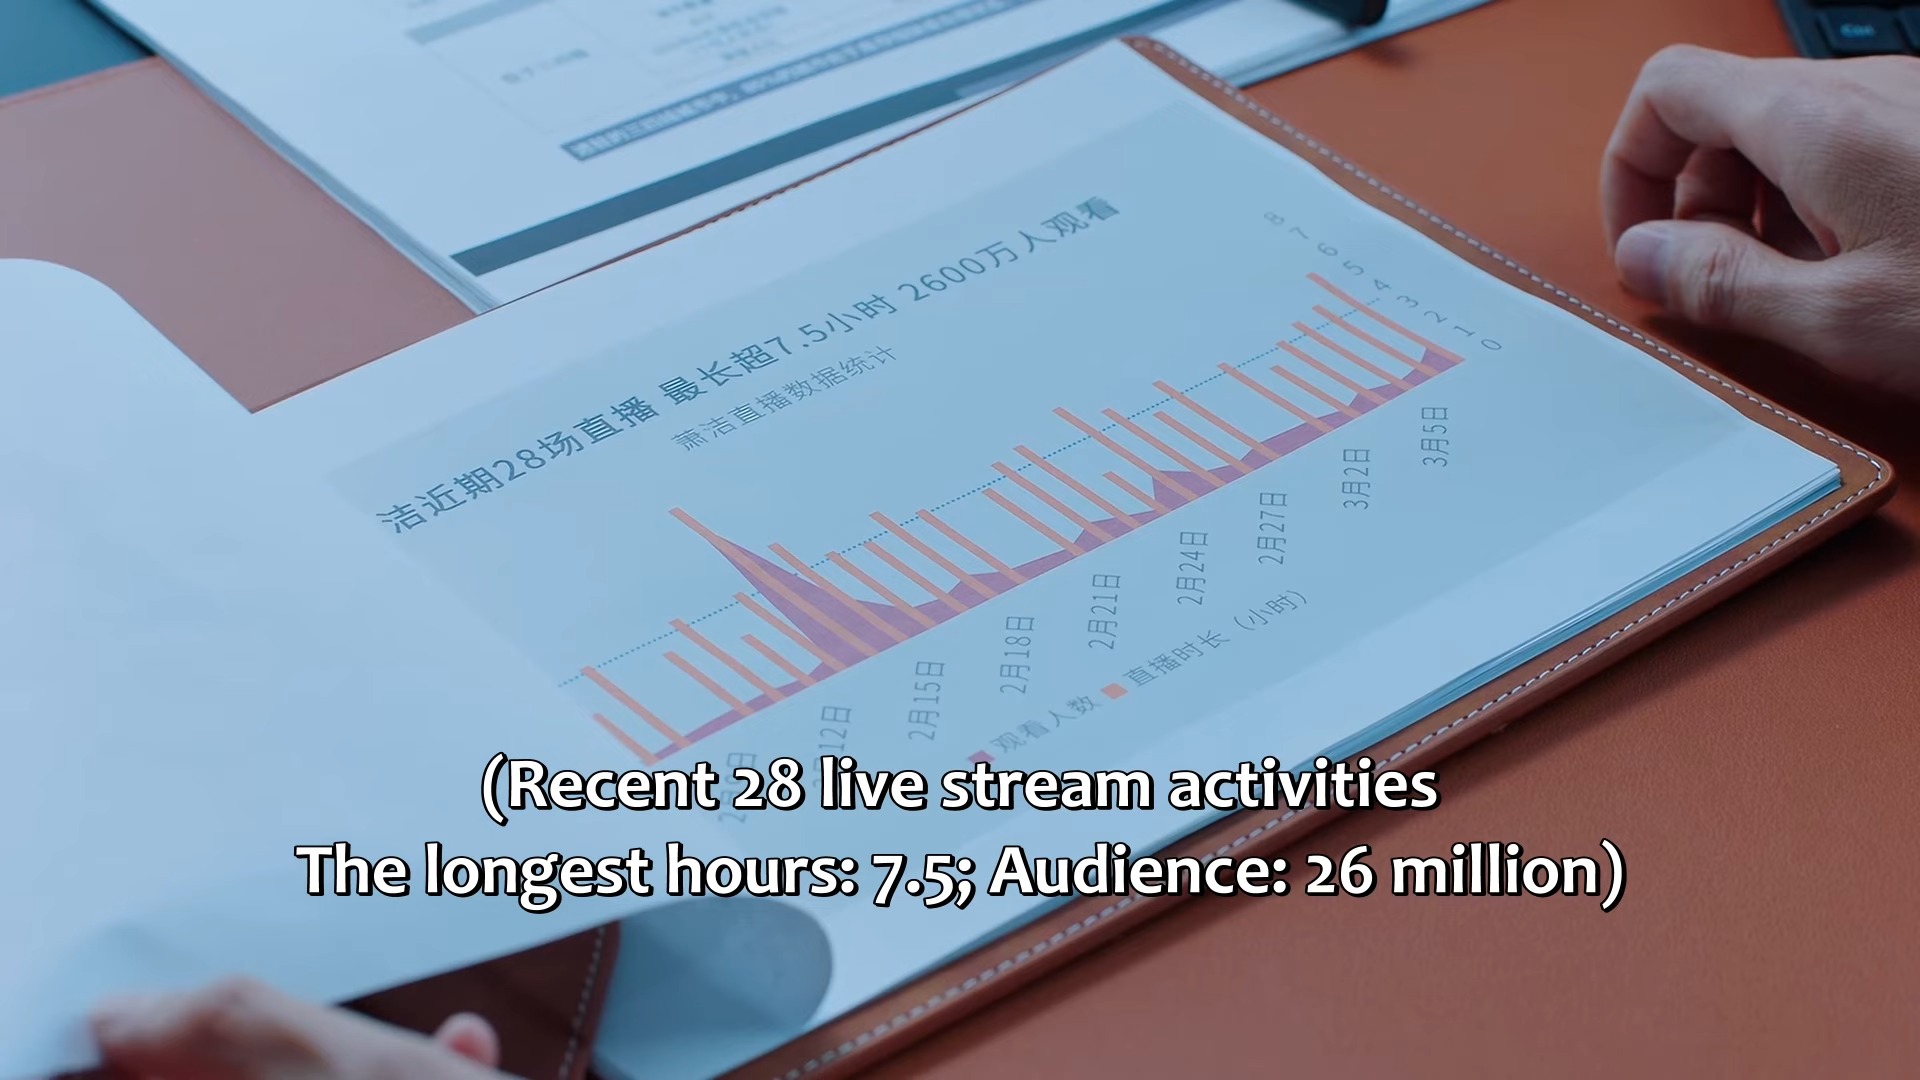 洁近期28场直播 最长超7.5小时 2600万人观看
萧洁直播数据统计
8
7
6
5
4
3
2
1
0
2月12日
2月15日
2月18日
2月21日
2月24日
2月27日
3月2日
3月5日
观看人数 直播时长（小时）
(Recent 28 live stream activities
The longest hours: 7.5; Audience: 26 million)